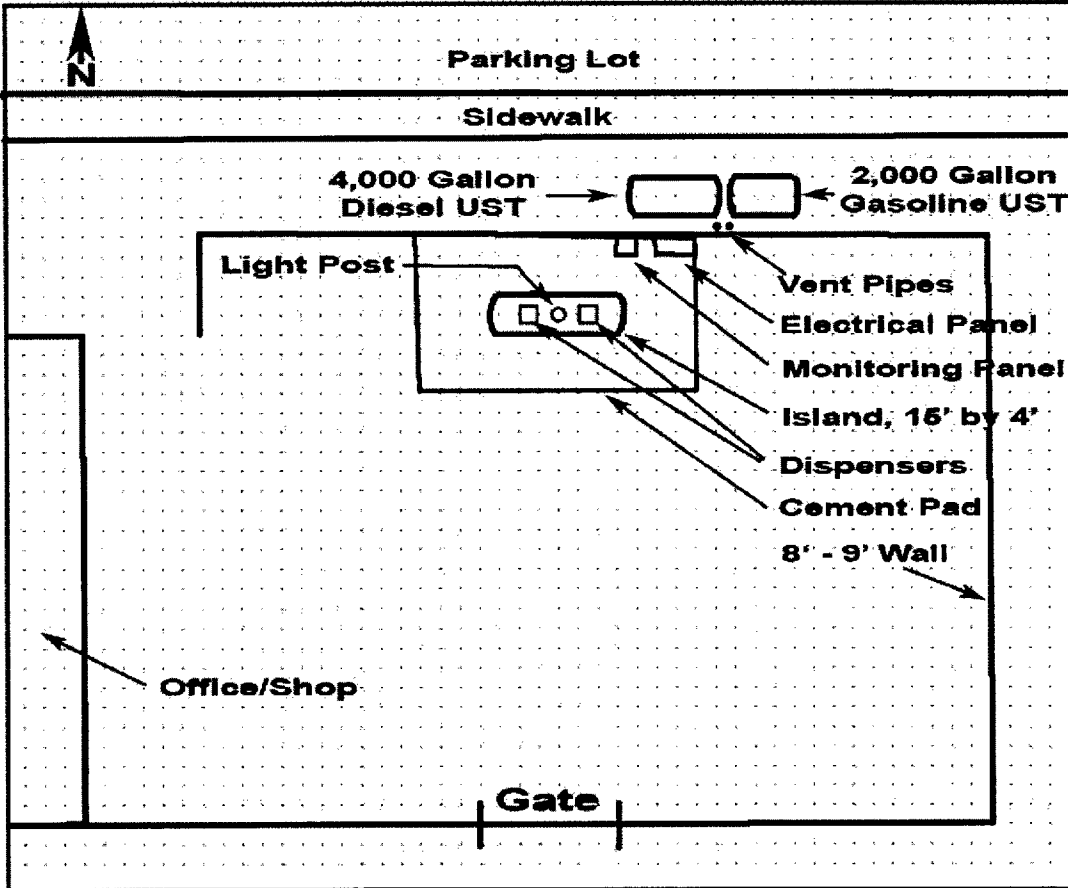 N
Parking Lot
Sidewalk
4,000 Gallon
Diesel UST
2,000 Gallon
Gasoline UST
Light Post
Vent Pipes
Electrical Panel
Monitoring Panel
Island, 15' by 4'
Dispensers
Cement Pad
8' - 9' Wall
Office/Shop
Gate